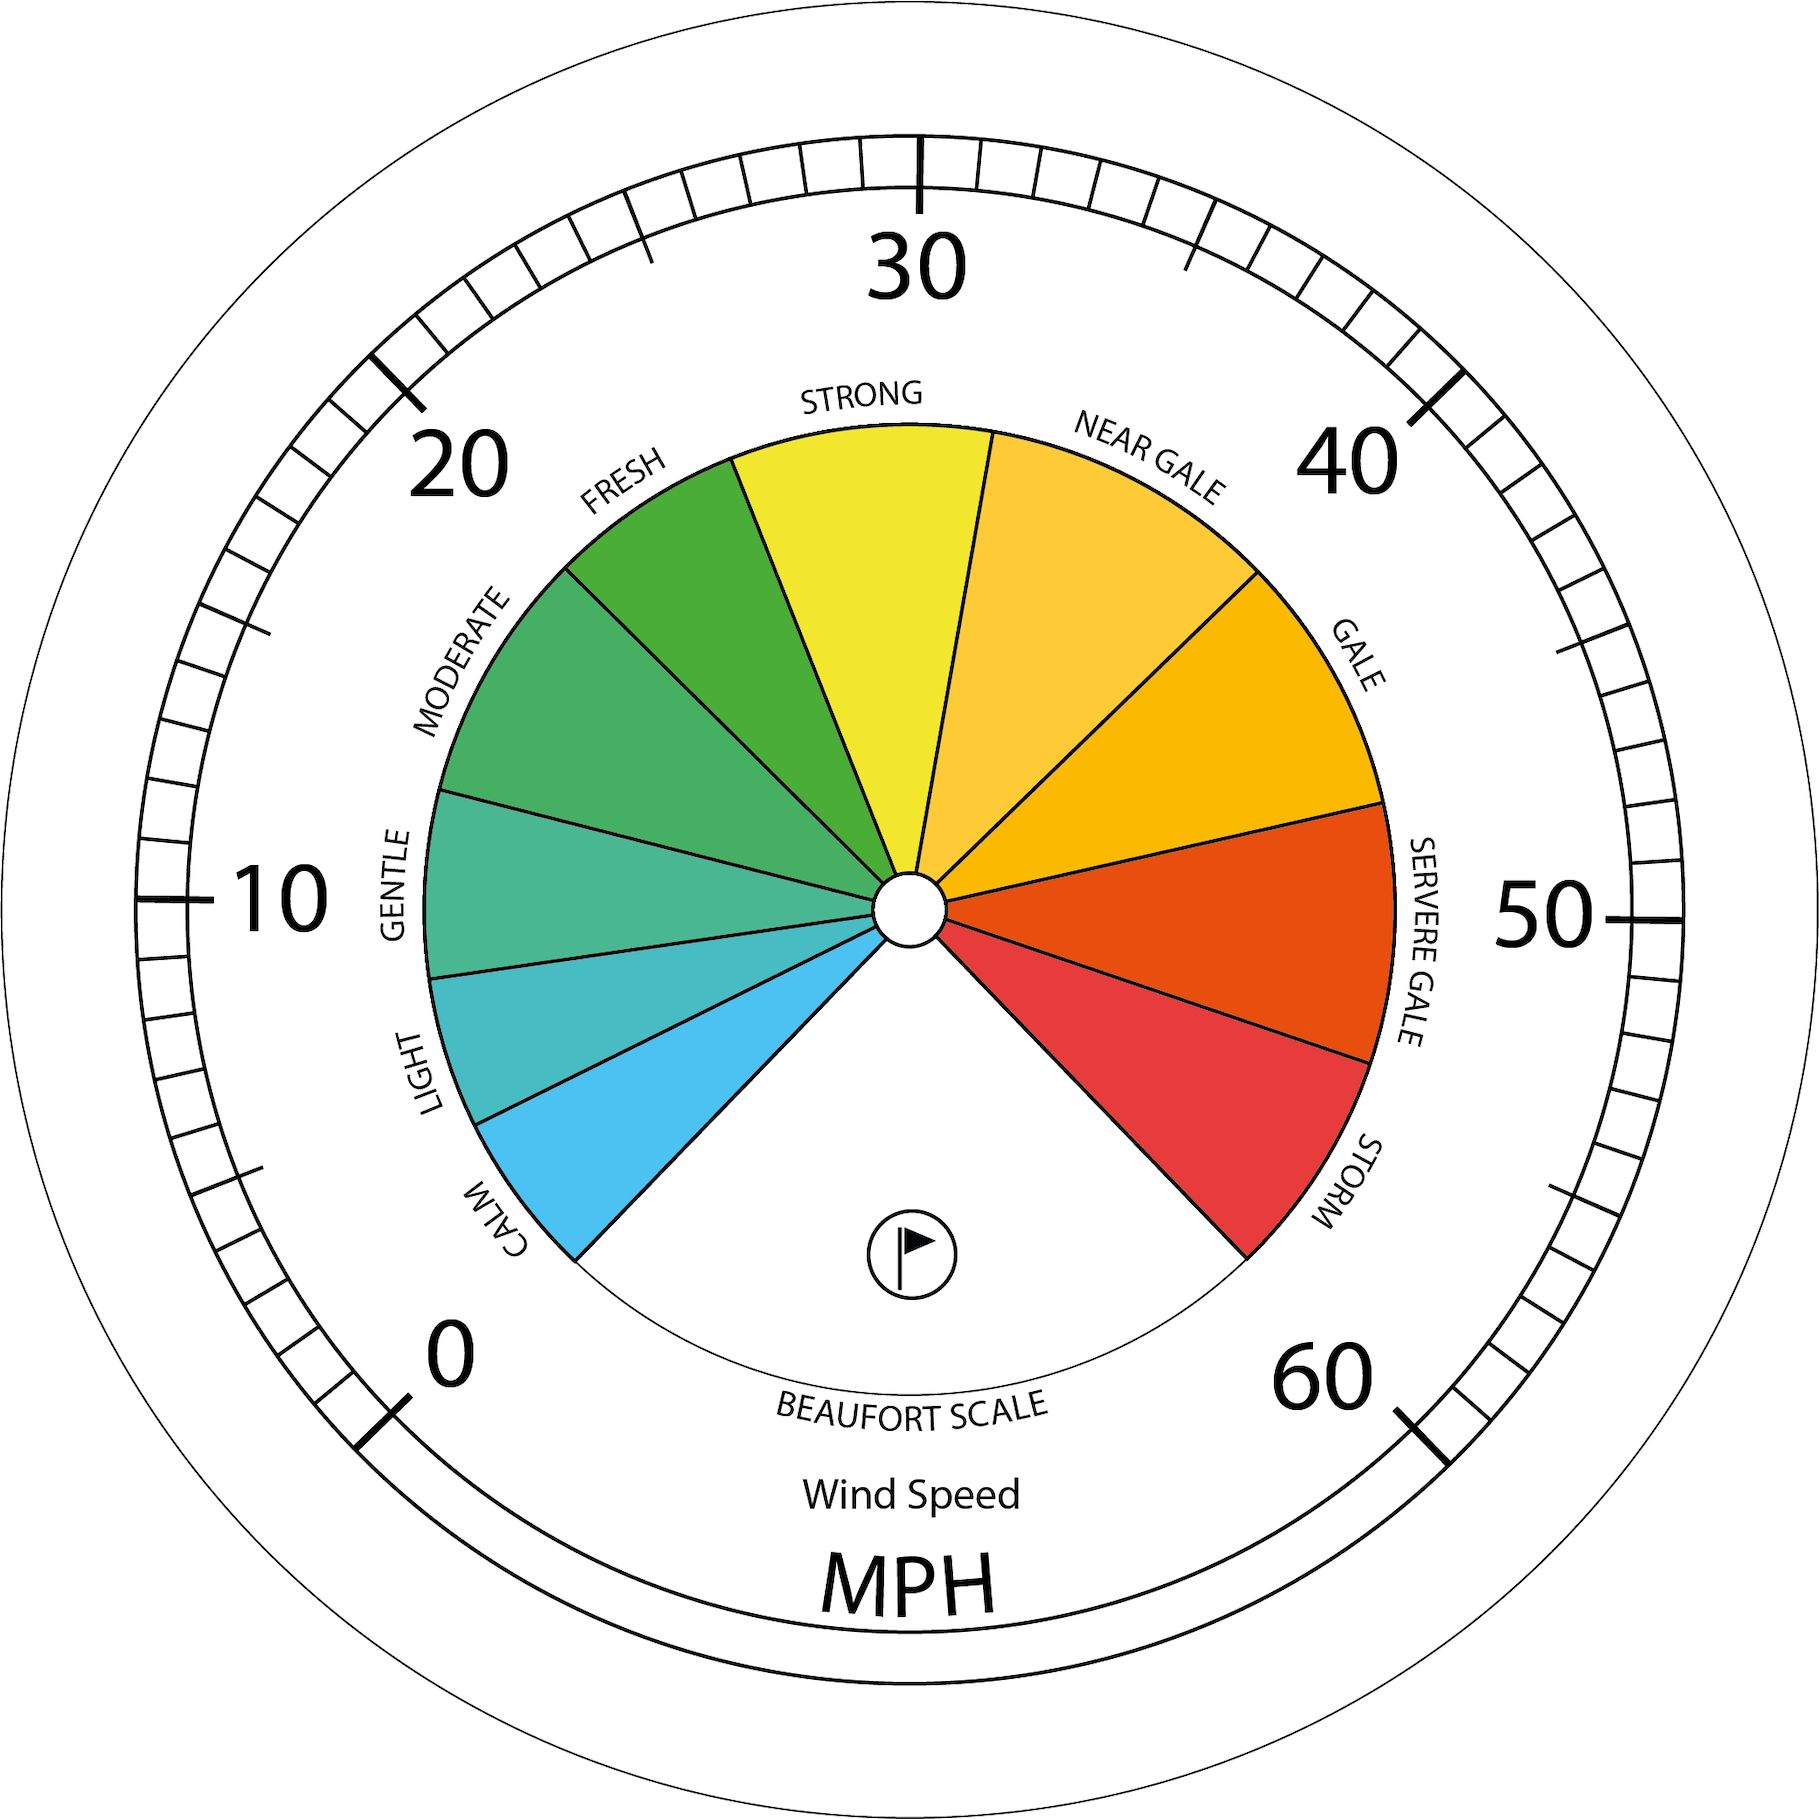 30
20
40
10
50
0
60
STRONG
NEAR GALE
FRESH
GALE
MODERATE
GENTLE
SERVERE GALE
LIGHT
STORM
CALM
BEAUFORT SCALE
Wind Speed
MPH